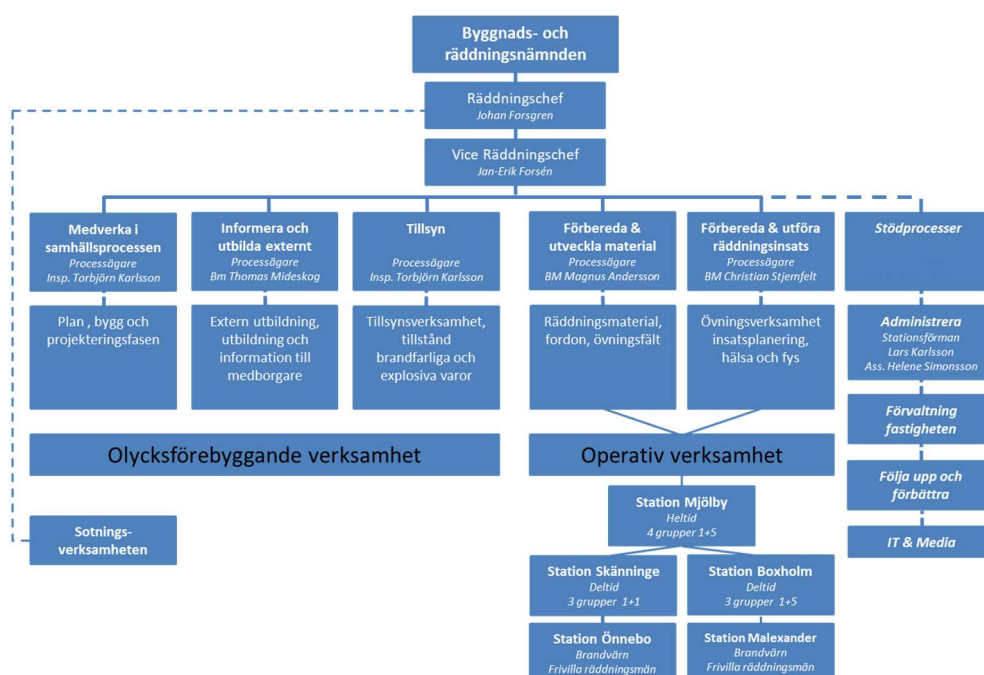 Byggnads- och
räddningsnämnden
Räddningschef
Johan Forsgren
Vice Räddningschef
Jan-Erik Forsén
Medverka i
samhällsprocessen
Processägare
Insp. Torbjörn Karlsson
Informera och
utbilda externt
Processägare
Bm Thomas Mideskog
Tillsyn
Processägare
Insp. Torbjörn Karlsson
Förbereda &
utveckla material
Processägare
BM Magnus Andersson
Förbereda & utföra
räddningsinsats
Processägare
BM Christian Stjernfelt
Stödprocesser
Plan , bygg och
projekteringsfasen
Extern utbildning,
utbildning och
information till
medborgare
Tillsynsverksamhet,
tillstånd
brandfarliga och
explosiva varor
Räddningsmaterial,
fordon, övningsfält
Övningsverksamhet
insatsplanering,
hälsa och fys
Administrera
Stationsförman
Lars Karlsson
Ass. Helene Simonsson
Förvaltning
fastigheten
Olycksförebyggande verksamhet
Operativ verksamhet
Följa upp och
förbättra
Station Mjölby
Heltid
4 grupper 1+5
Sotnings-
verksamheten
IT & Media
Station Skänninge
Deltid
3 grupper 1+1
Station Boxholm
Deltid
3 grupper 1+5
Station Önnebo
Brandvärn
Frivilla räddningsmän
Station Malexander
Brandvärn
Frivilla räddningsmän